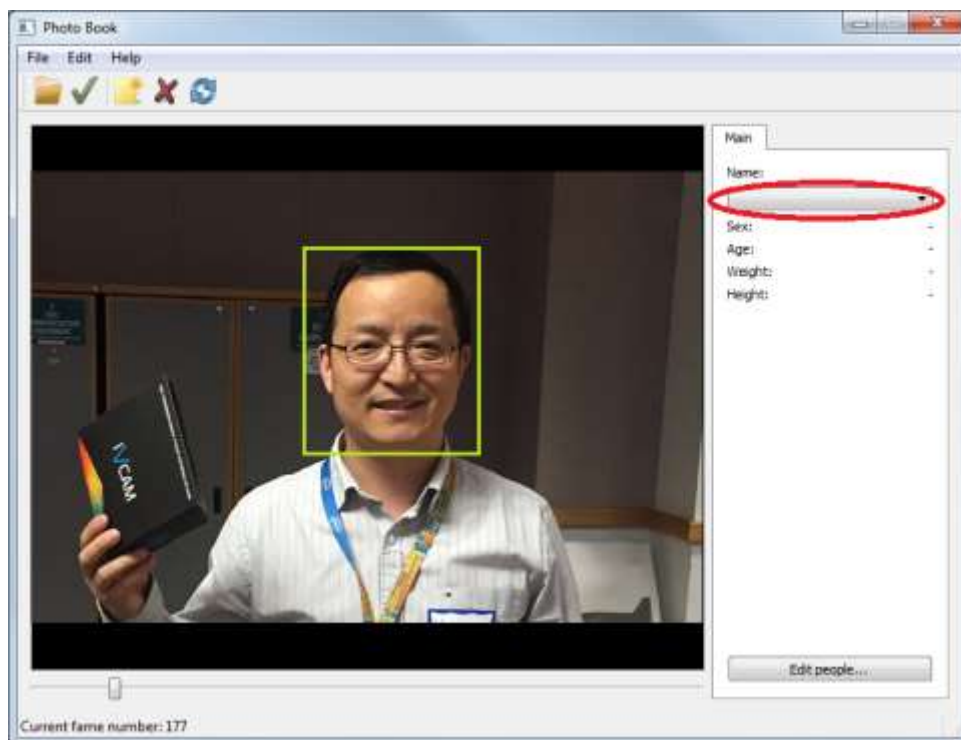 Photo Book
File Edit Help
Main
Name:
Sex: -
Age: -
Weight: -
Height: -
IVCAM
Edit people...
Current fame number: 177